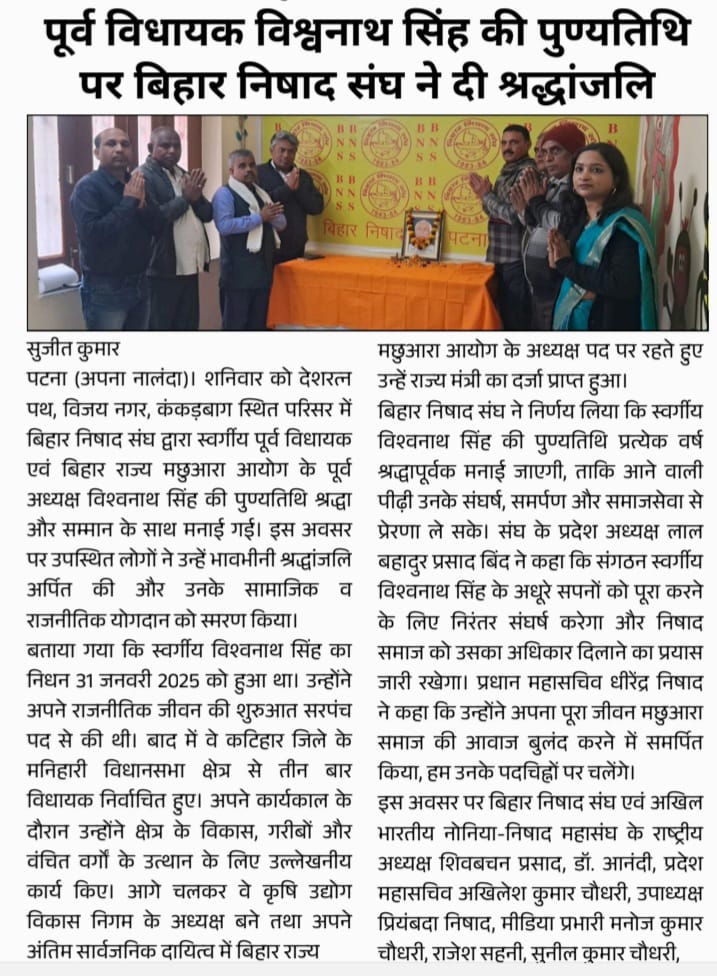 पूर्व विधायक विश्वनाथ सिंह की पुण्यतिथि
पर बिहार निषाद संघ ने दी श्रद्धांजलि
B B
N N
S S
B B
N N
S S
B B
N N
S S
B B
N N
S S
1983-84
बिहार निषाद
पटना
सुजीत कुमार
पटना (अपना नालंदा)। शनिवार को देशरत्न
पथ, विजय नगर, कंकड़बाग स्थित परिसर में
बिहार निषाद संघ द्वारा स्वर्गीय पूर्व विधायक
एवं बिहार राज्य मछुआरा आयोग के पूर्व
अध्यक्ष विश्वनाथ सिंह की पुण्यतिथि श्रद्धा
और सम्मान के साथ मनाई गई। इस अवसर
पर उपस्थित लोगों ने उन्हें भावभीनी श्रद्धांजलि
अर्पित की और उनके सामाजिक व
राजनीतिक योगदान को स्मरण किया।
बताया गया कि स्वर्गीय विश्वनाथ सिंह का
निधन 31 जनवरी 2025 को हुआ था। उन्होंने
अपने राजनीतिक जीवन की शुरुआत सरपंच
पद से की थी। बाद में वे कटिहार जिले के
मनिहारी विधानसभा क्षेत्र से तीन बार
विधायक निर्वाचित हुए। अपने कार्यकाल के
दौरान उन्होंने क्षेत्र के विकास, गरीबों और
वंचित वर्गों के उत्थान के लिए उल्लेखनीय
कार्य किए। आगे चलकर वे कृषि उद्योग
विकास निगम के अध्यक्ष बने तथा अपने
अंतिम सार्वजनिक दायित्व में बिहार राज्य
मछुआरा आयोग के अध्यक्ष पद पर रहते हुए
उन्हें राज्य मंत्री का दर्जा प्राप्त हुआ।
बिहार निषाद संघ ने निर्णय लिया कि स्वर्गीय
विश्वनाथ सिंह की पुण्यतिथि प्रत्येक वर्ष
श्रद्धापूर्वक मनाई जाएगी, ताकि आने वाली
पीढ़ी उनके संघर्ष, समर्पण और समाजसेवा से
प्रेरणा ले सके। संघ के प्रदेश अध्यक्ष लाल
बहादुर प्रसाद बिंद ने कहा कि संगठन स्वर्गीय
विश्वनाथ सिंह के अधूरे सपनों को पूरा करने
के लिए निरंतर संघर्ष करेगा और निषाद
समाज को उसका अधिकार दिलाने का प्रयास
जारी रखेगा। प्रधान महासचिव धीरेंद्र निषाद
ने कहा कि उन्होंने अपना पूरा जीवन मछुआरा
समाज की आवाज बुलंद करने में समर्पित
किया, हम उनके पदचिह्नों पर चलेंगे।
इस अवसर पर बिहार निषाद संघ एवं अखिल
भारतीय नोनिया-निषाद महासंघ के राष्ट्रीय
अध्यक्ष शिवबचन प्रसाद, डॉ. आनंदी, प्रदेश
महासचिव अखिलेश कुमार चौधरी, उपाध्यक्ष
प्रियंबदा निषाद, मीडिया प्रभारी मनोज कुमार
चौधरी, राजेश सहनी, सुनील कुमार चौधरी,